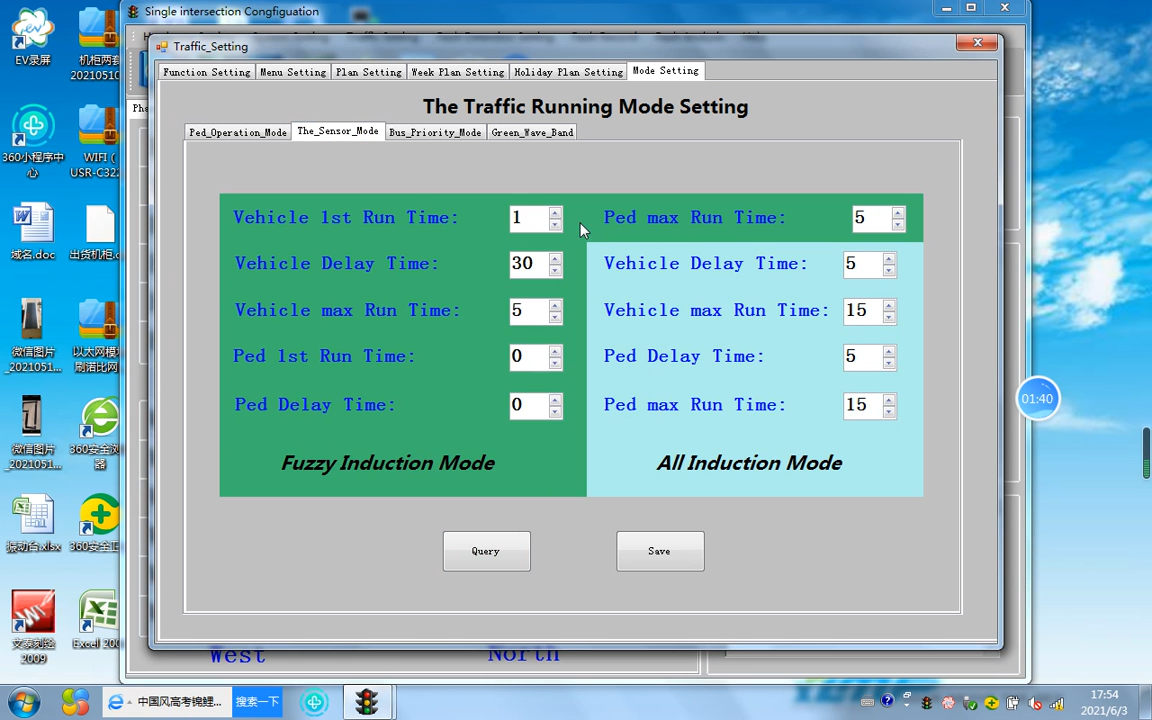 Single intersection Congfiguation
Traffic_Setting
Function Setting Menu Setting Plan Setting Week Plan Setting Holiday Plan Setting Mode Setting
The Traffic Running Mode Setting
Ped_Operation_Mode The_Sensor_Mode Bus_Priority_Mode Green_Wave_Band
Vehicle 1st Run Time: 1 Ped max Run Time: 5
Vehicle Delay Time: 30 Vehicle Delay Time: 5
Vehicle max Run Time: 5 Vehicle max Run Time: 15
Ped 1st Run Time: 0 Ped Delay Time: 5
Ped Delay Time: 0 Ped max Run Time: 15
Fuzzy Induction Mode All Induction Mode
Query Save
West North
Pha
01:40
EV录屏
机柜两套
20210510
360小程序中
心
WIFI (
USR-C322
域名.doc
出货机柜.c
微信图片
_2021051...
以太网模块
刷诺比网
微信图片
_2021051...
360安全浏
器
振动台.xlsx
360安全卫
文泰刻绘
2009
Excel 200
中国风高考锦鲤... 搜索一下
17:54
2021/6/3